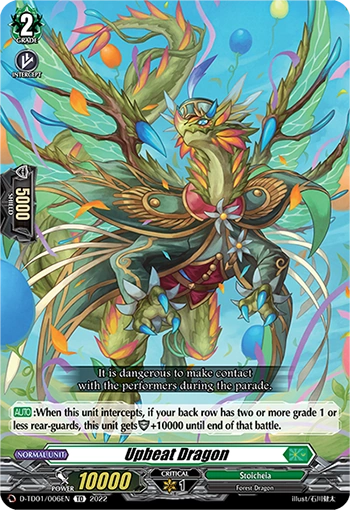 2
GRADE
INTERCEPT
5000
SHIELD
It is dangerous to make contact
with the performers during the parade.
AUTO:When this unit intercepts, if your back row has two or more grade 1 or
less rear-guards, this unit gets +10000 until end of that battle.
NORMAL UNIT
Upbeat Dragon
POWER
10000
CRITICAL
1
Stoicheia
Forest Dragon
D-TD01/006EN TD 2022
illust/石川健太